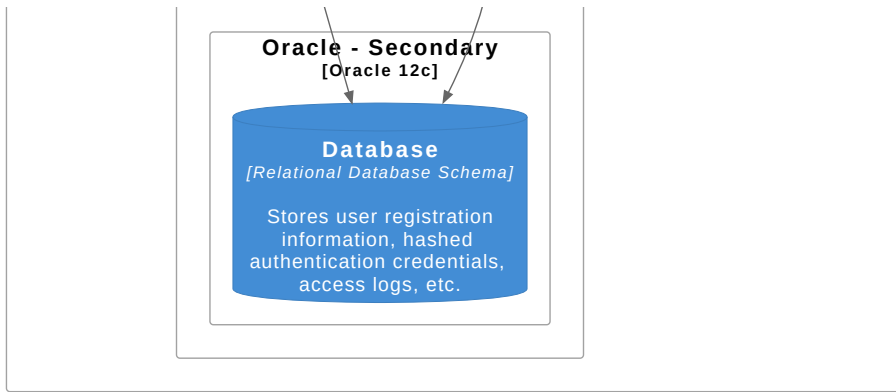 Oracle - Secondary
[Oracle 12c]
Database
[Relational Database Schema]
Stores user registration
information, hashed
authentication credentials,
access logs, etc.